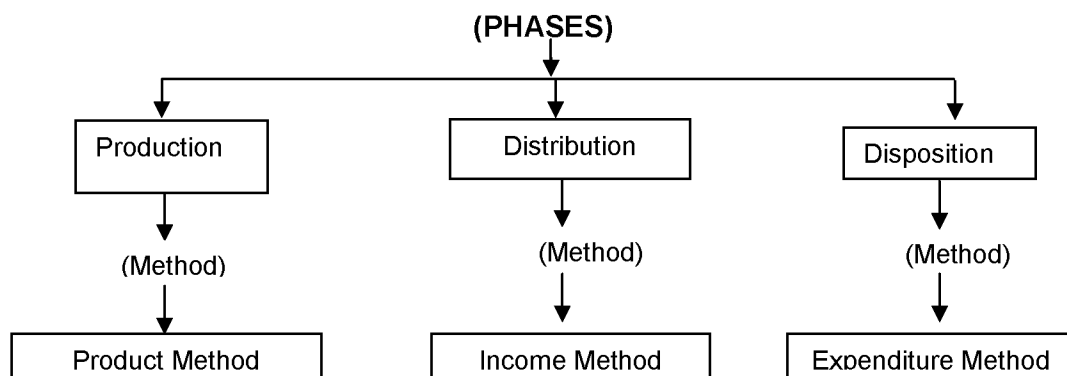 (PHASES)
Production
Distribution
Disposition
(Method)
(Method)
(Method)
Product Method
Income Method
Expenditure Method